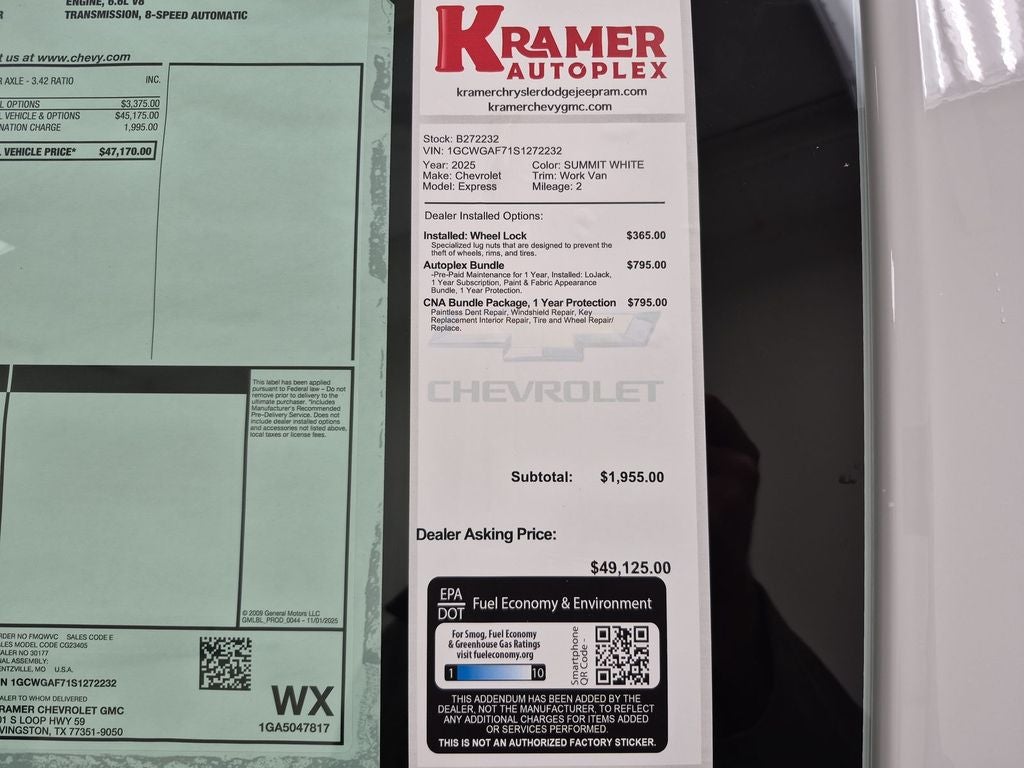 ENGINE, 6.6L V8
TRANSMISSION, 8-SPEED AUTOMATIC
us at www.chevy.com
AXLE - 3.42 RATIO INC.
OPTIONS $3,375.00
VEHICLE & OPTIONS $45,175.00
CHARGE 1,995.00
VEHICLE PRICE* $47,170.00
This label has been applied
pursuant to Federal law – Do not
remove prior to delivery to the
ultimate purchaser. *Includes
Manufacturer's Recommended
Pre-Delivery Service. Does not
include dealer installed options
and accessories not listed above,
local taxes or license fees.
© 2009 General Motors LLC
GMLBL_PROD_0044 – 11/01/2025
NO FMQWVC SALES CODE E
MODEL CODE CG23405
NO 30177
ASSEMBLY:
MO U.S.A.
1GCWGAF71S1272232
TO WHOM DELIVERED
CHEVROLET GMC
S LOOP HWY 59
TX 77351-9050
WX
1GA5047817
KRAMER
AUTOPLEX
kramerchryslerdodgejeepram.com
kramerchevygmc.com
Stock: B272232
VIN: 1GCWGAF71S1272232
Year: 2025 Color: SUMMIT WHITE
Make: Chevrolet Trim: Work Van
Model: Express Mileage: 2
Dealer Installed Options:
Installed: Wheel Lock $365.00
Specialized lug nuts that are designed to prevent the
theft of wheels, rims, and tires.
Autoplex Bundle $795.00
-Pre-Paid Maintenance for 1 Year, Installed: LoJack,
1 Year Subscription, Paint & Fabric Appearance
Bundle, 1 Year Protection.
CNA Bundle Package, 1 Year Protection $795.00
Paintless Dent Repair, Windshield Repair, Key
Replacement Interior Repair, Tire and Wheel Repair/
Replace.
CHEVROLET
Subtotal: $1,955.00
Dealer Asking Price:
$49,125.00
EPA
DOT Fuel Economy & Environment
For Smog, Fuel Economy
& Greenhouse Gas Ratings
visit fueleconomy.org
1 10
Smartphone
QR Code -
THIS ADDENDUM HAS BEEN ADDED BY THE
DEALER, NOT THE MANUFACTURER, TO REFLECT
ANY ADDITIONAL CHARGES FOR ITEMS ADDED
OR SERVICES PERFORMED.
THIS IS NOT AN AUTHORIZED FACTORY STICKER.